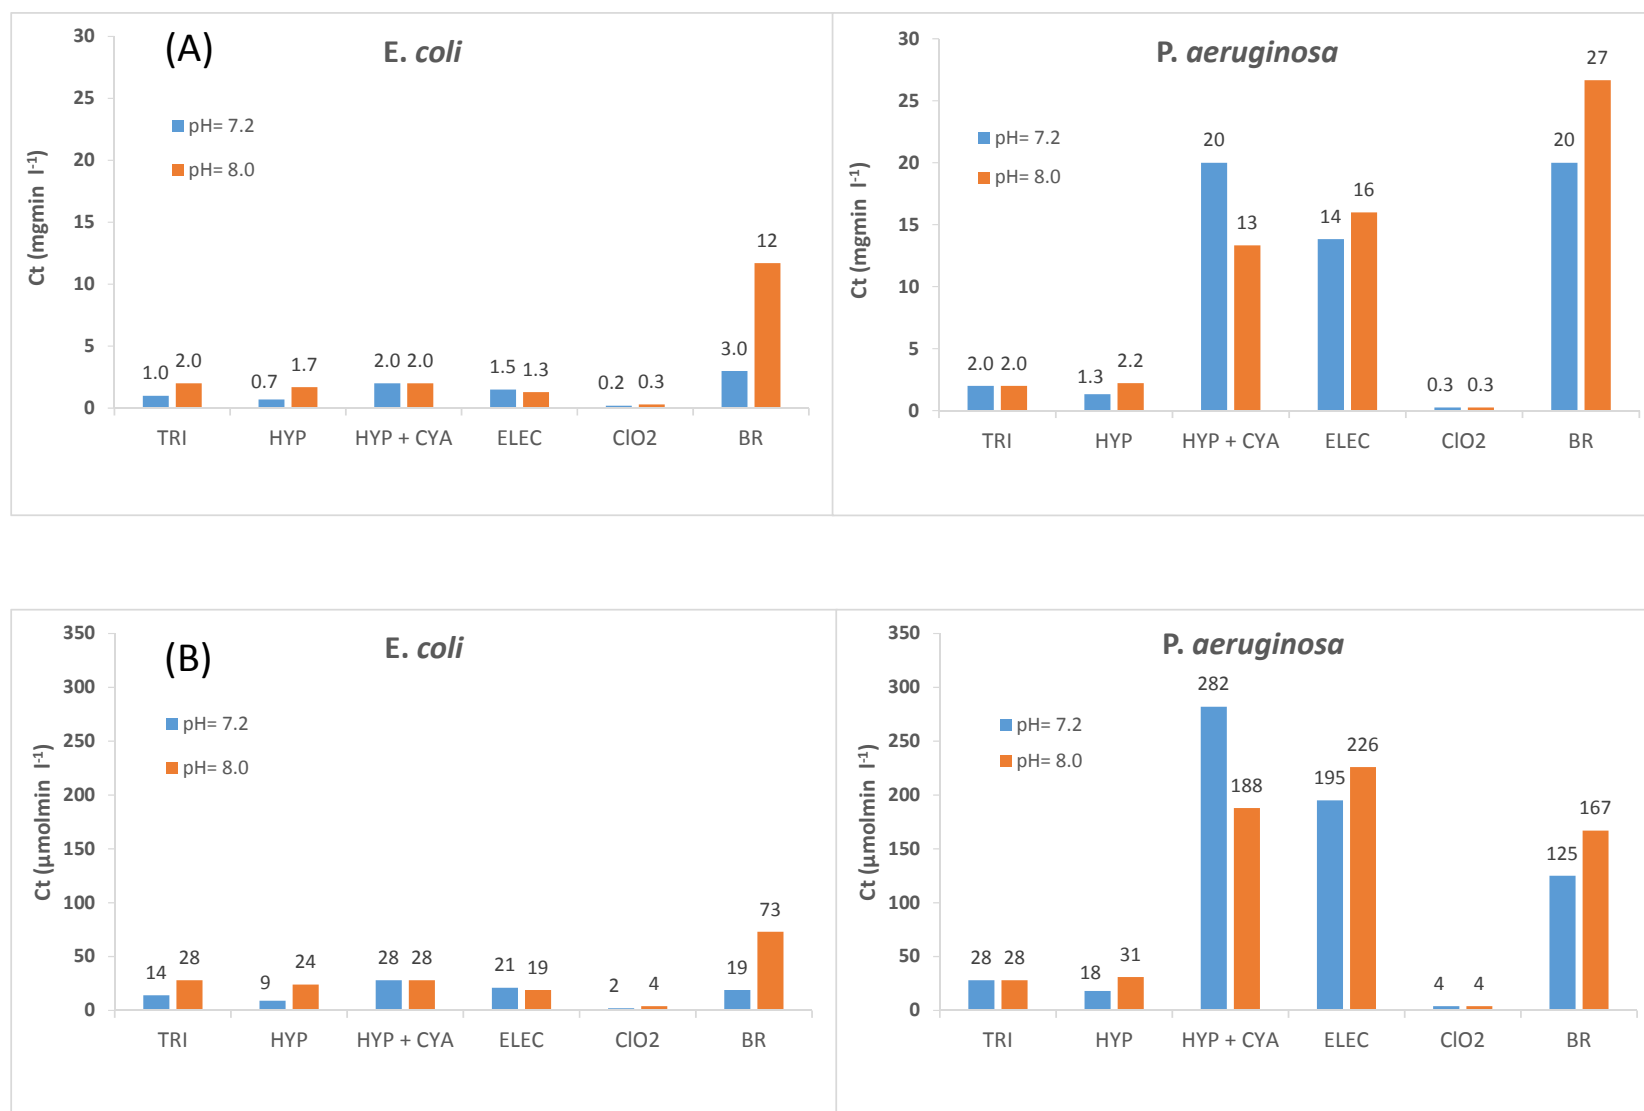 (A)
E. coli
30
25
20
15
10
5
0
Ct (mgmin l-1)
pH= 7.2
pH= 8.0
1.0 2.0 0.7 1.7 2.0 2.0 1.5 1.3 0.2 0.3 3.0 12
TRI HYP HYP + CYA ELEC ClO2 BR
P. aeruginosa
30
25
20
15
10
5
0
Ct (mgmin l-1)
pH= 7.2
pH= 8.0
2.0 2.0 1.3 2.2 20 13 14 16 0.3 0.3 20 27
TRI HYP HYP + CYA ELEC ClO2 BR
(B)
E. coli
350
300
250
200
150
100
50
0
Ct (µmolmin l-1)
pH= 7.2
pH= 8.0
14 28 9 24 28 28 21 19 2 4 19 73
TRI HYP HYP + CYA ELEC ClO2 BR
P. aeruginosa
350
300
250
200
150
100
50
0
Ct (µmolmin l-1)
pH= 7.2
pH= 8.0
28 28 18 31 282 188 195 226 4 4 125 167
TRI HYP HYP + CYA ELEC ClO2 BR